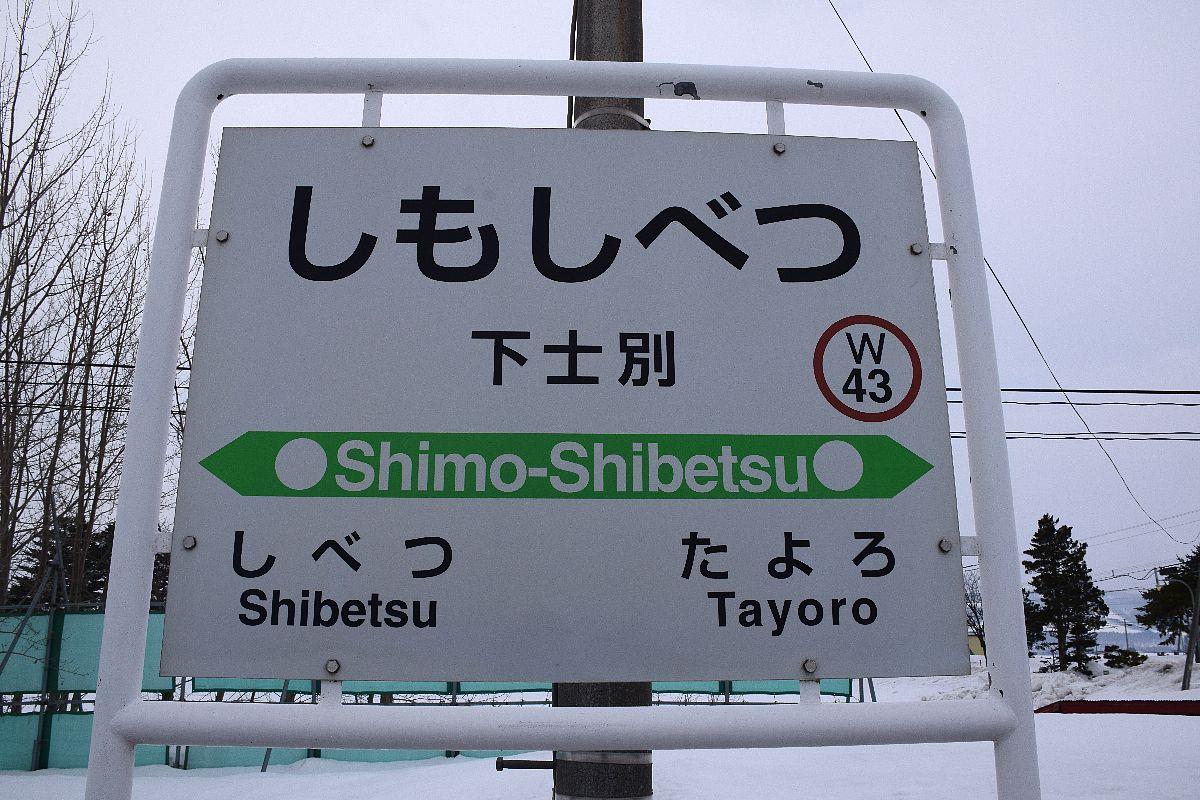 しもしべつ
下士別
W
43
Shimo-Shibetsu
しべつ
Shibetsu
たよろ
Tayoro